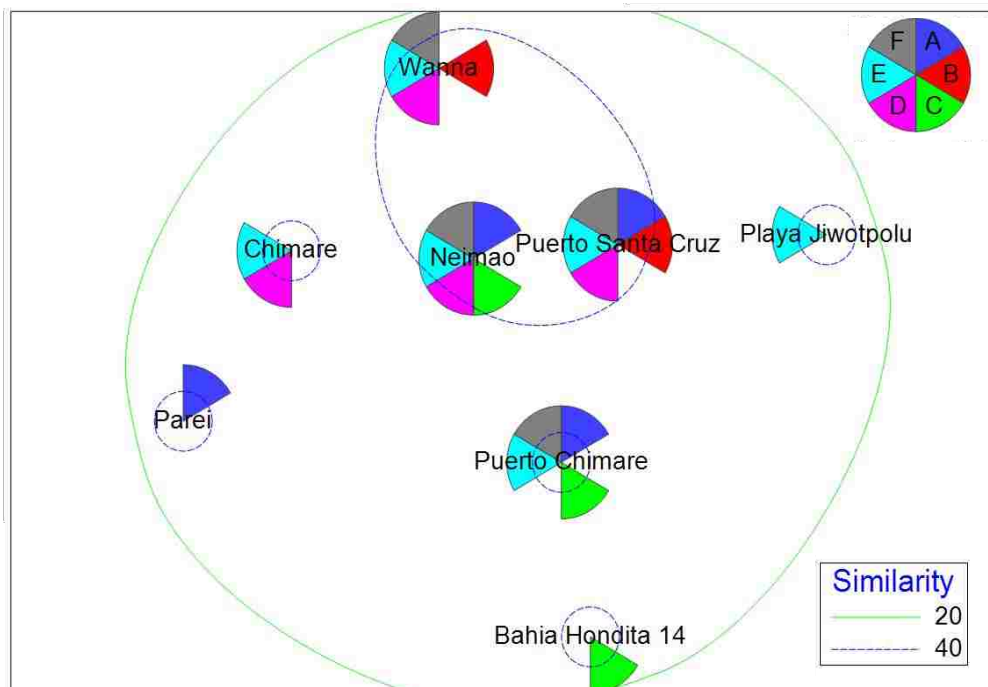 F A
E B
D C
Wanna
Chimare
Neimao
Puerto Santa Cruz
Playa Jiwotpolu
Parei
Puerto Chimare
Bahia Hondita 14
Similarity
20
40